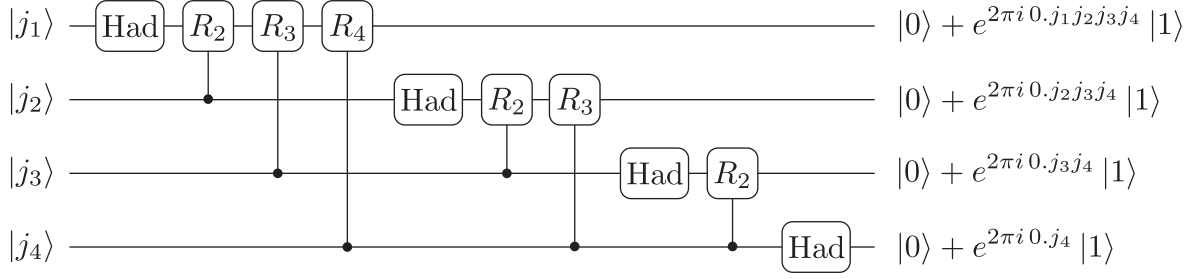 |j₁⟩ Had R₂ R₃ R₄ |0⟩ + e^{2πi 0.j₁j₂j₃j₄} |1⟩
|j₂⟩ Had R₂ R₃ |0⟩ + e^{2πi 0.j₂j₃j₄} |1⟩
|j₃⟩ Had R₂ |0⟩ + e^{2πi 0.j₃j₄} |1⟩
|j₄⟩ Had |0⟩ + e^{2πi 0.j₄} |1⟩